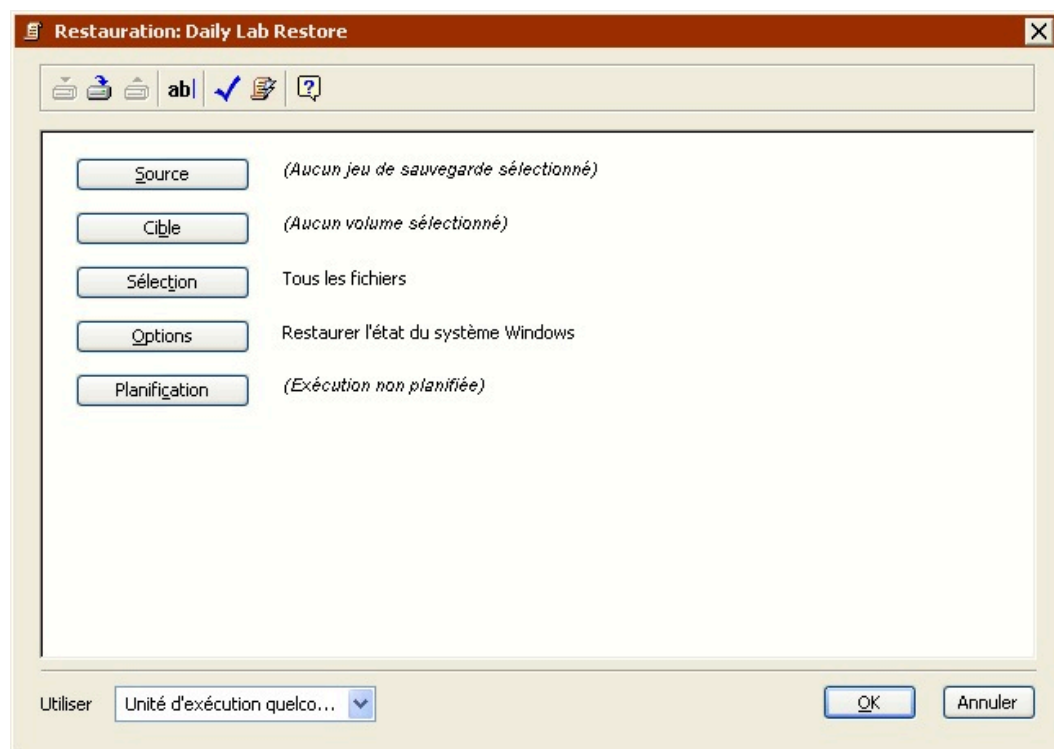 Restauration: Daily Lab Restore
ab|
Source (Aucun jeu de sauvegarde sélectionné)
Cible (Aucun volume sélectionné)
Sélection Tous les fichiers
Options Restaurer l'état du système Windows
Planification (Exécution non planifiée)
Utiliser Unité d'exécution quelco... OK Annuler